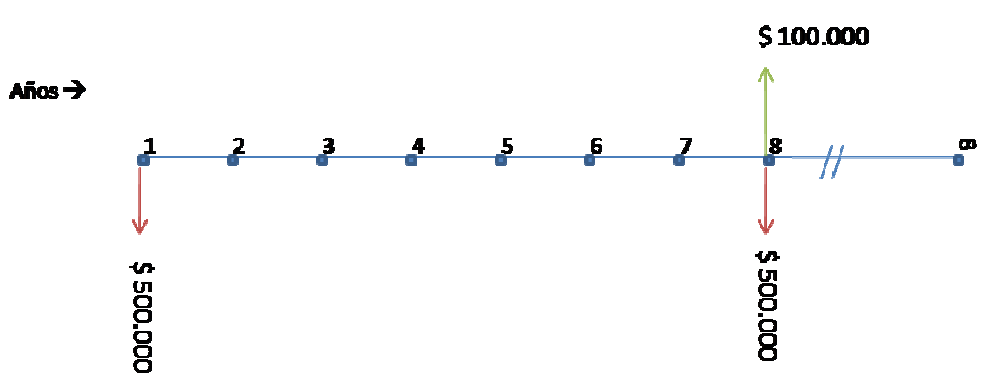 $ 100.000
Años →
1 2 3 4 5 6 7 8 ∞
$ 500.000
$ 500.000